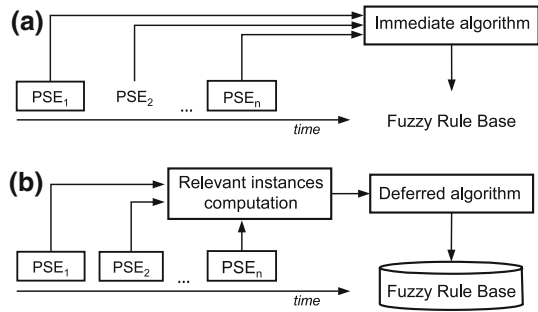 (a)
Immediate algorithm
PSE₁
PSE₂
...
PSEₙ
time
Fuzzy Rule Base
(b)
Relevant instances
computation
Deferred algorithm
PSE₁
PSE₂
...
PSEₙ
time
Fuzzy Rule Base